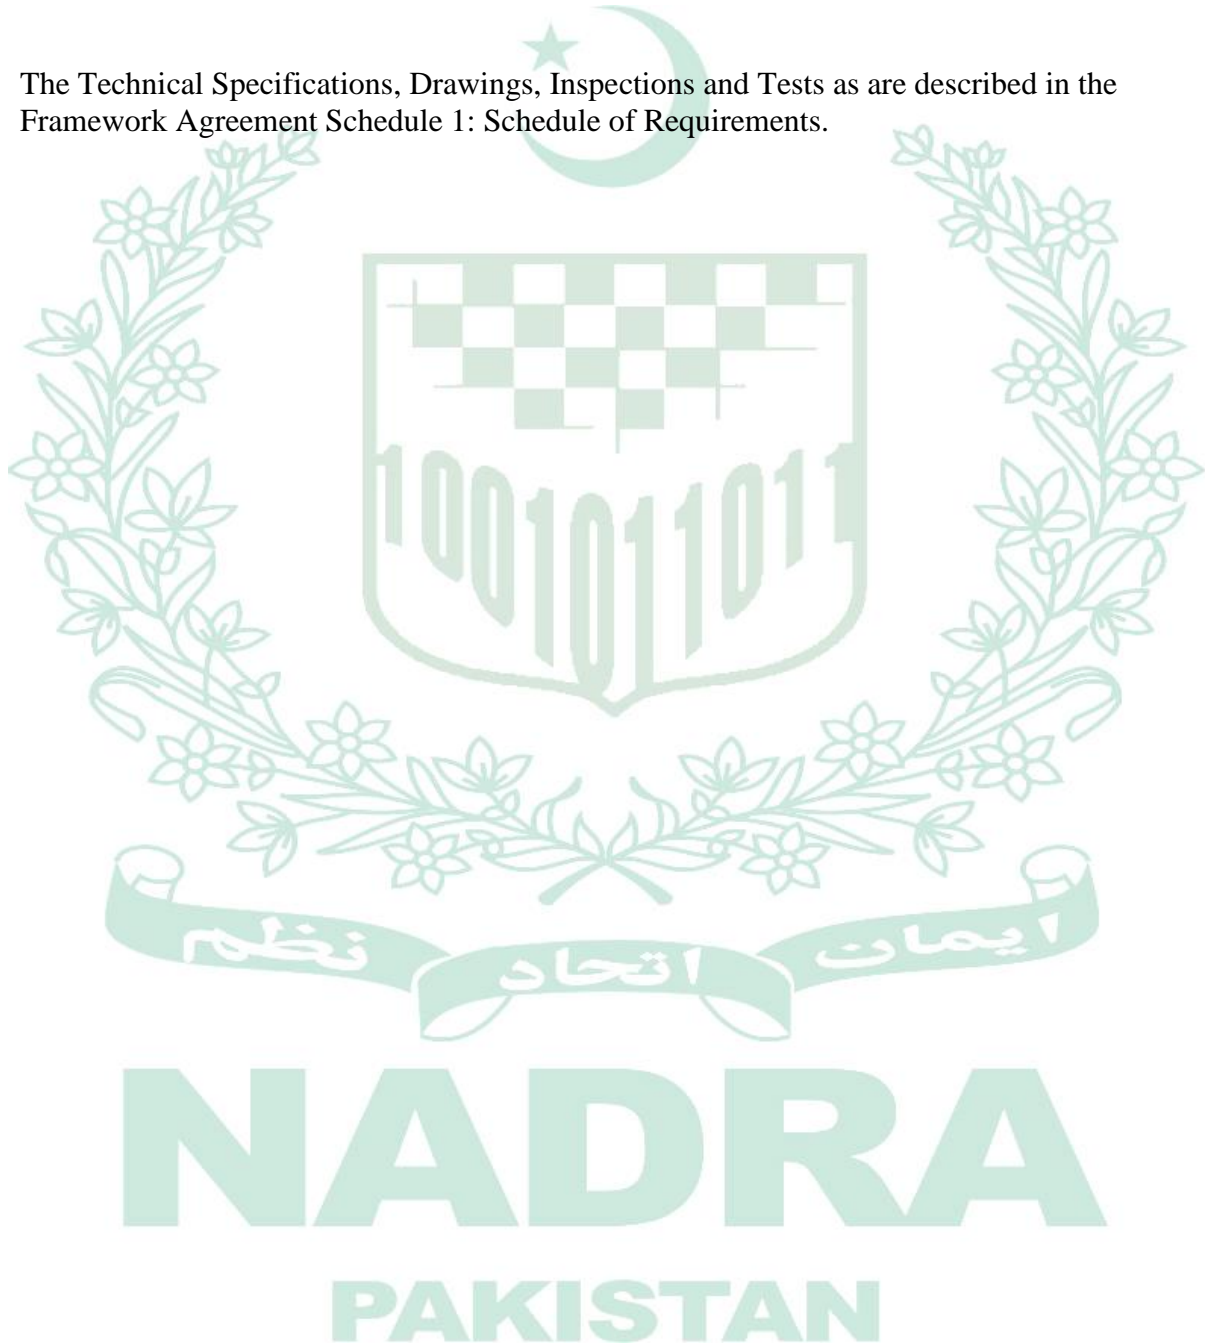 The Technical Specifications, Drawings, Inspections and Tests as are described in the
Framework Agreement Schedule 1: Schedule of Requirements.
1001011011
ایمان اتحاد نظم
NADRA
PAKISTAN